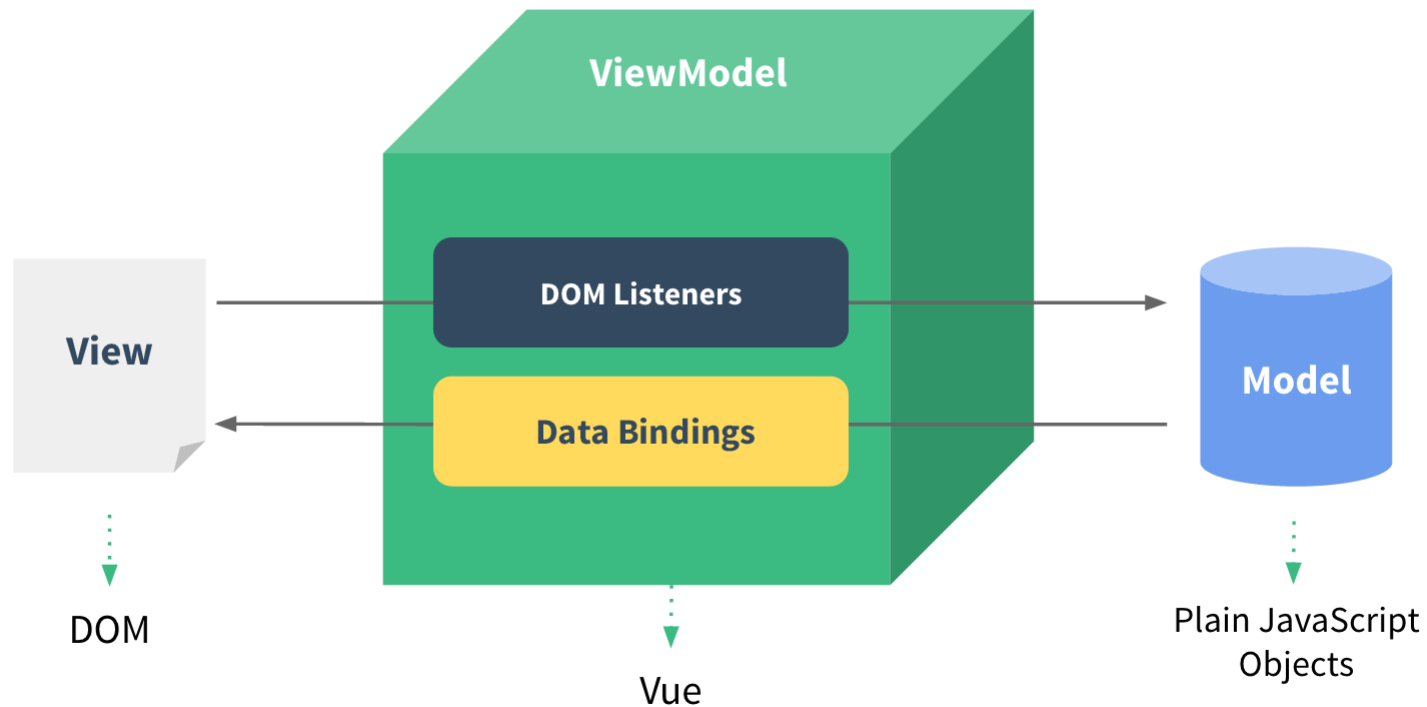 ViewModel
DOM Listeners
View
Data Bindings
Model
DOM
Vue
Plain JavaScript
Objects